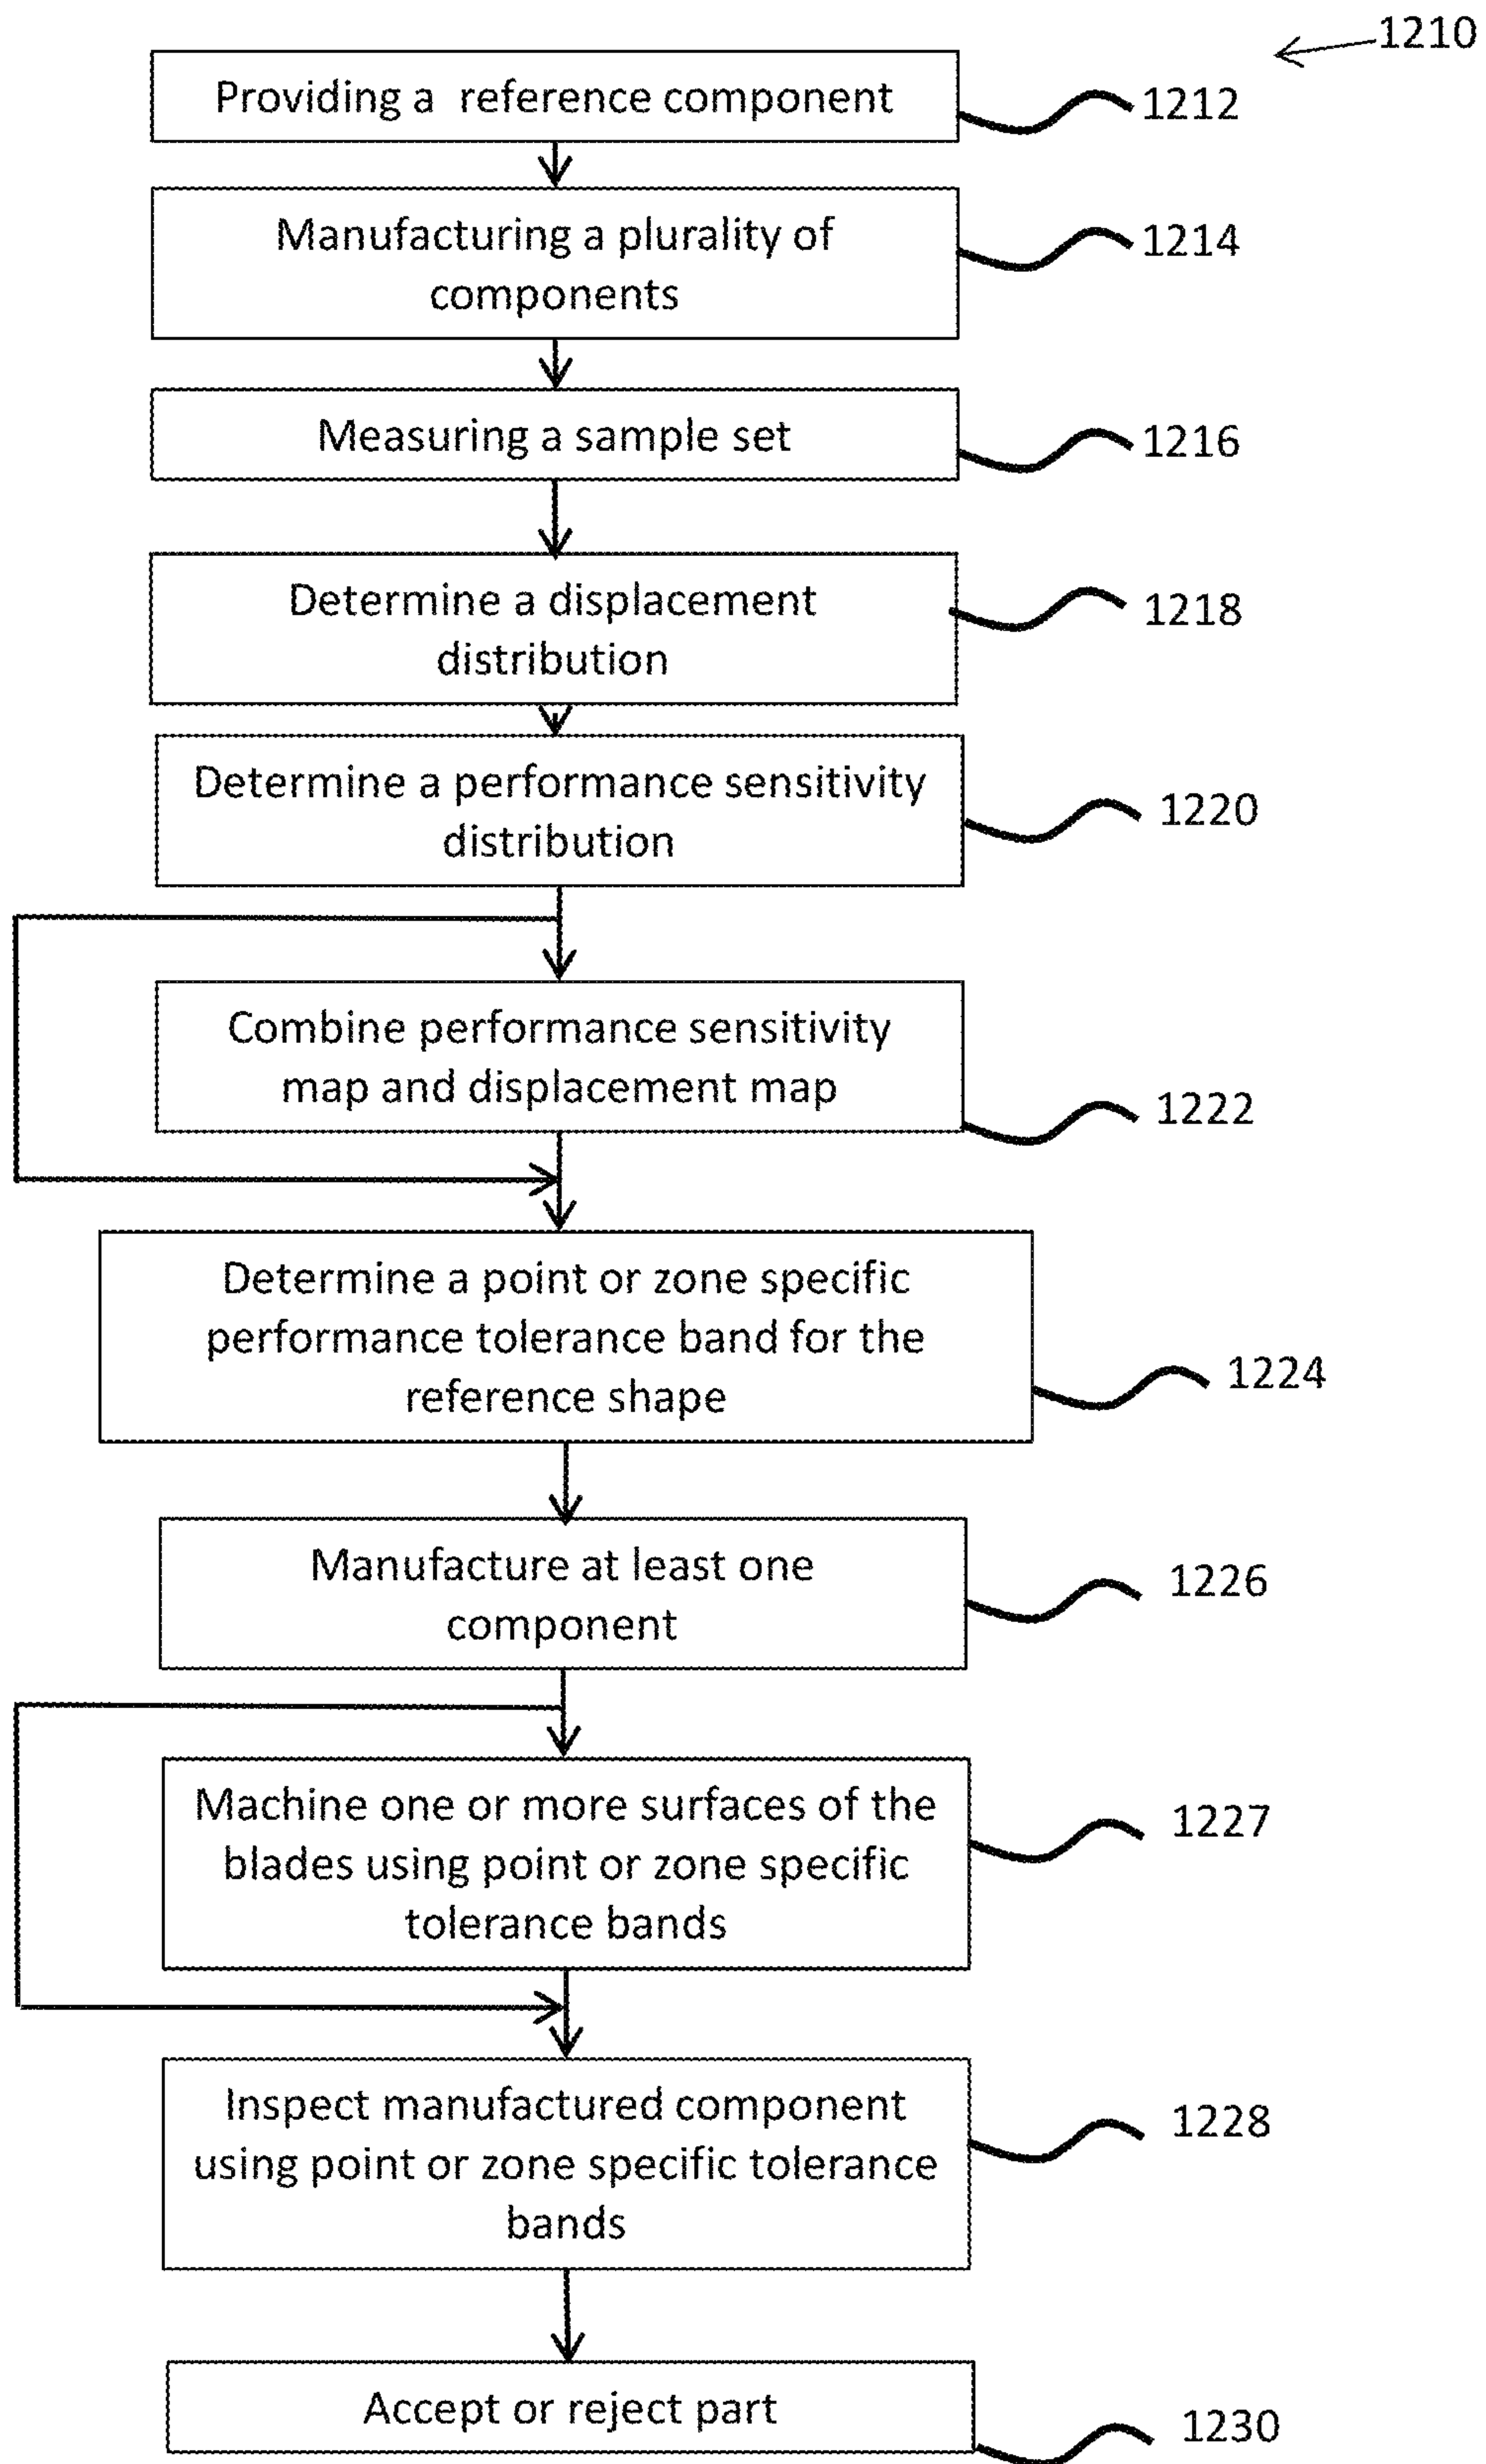 1210
Providing a reference component
1212
Manufacturing a plurality of
components
1214
Measuring a sample set
1216
Determine a displacement
distribution
1218
Determine a performance sensitivity
distribution
1220
Combine performance sensitivity
map and displacement map
1222
Determine a point or zone specific
performance tolerance band for the
reference shape
1224
Manufacture at least one
component
1226
Machine one or more surfaces of the
blades using point or zone specific
tolerance bands
1227
Inspect manufactured component
using point or zone specific tolerance
bands
1228
Accept or reject part
1230